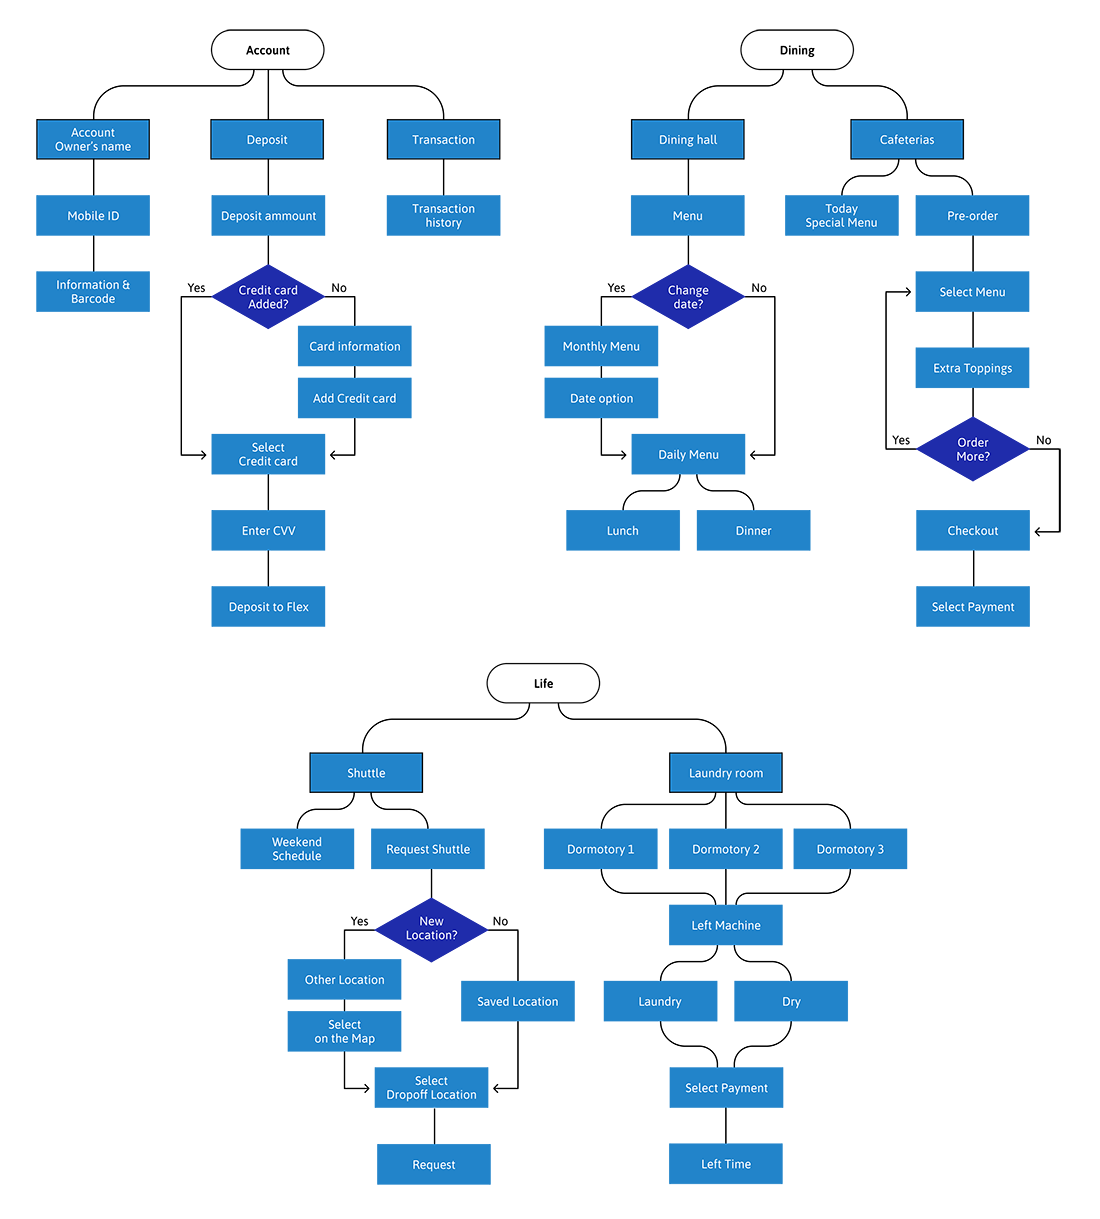 Account
Account
Owner's name
Deposit
Transaction
Mobile ID
Deposit ammount
Transaction
history
Information &
Barcode
Yes
Credit card
Added?
No
Card information
Add Credit card
Select
Credit card
Enter CVV
Deposit to Flex
Dining
Dining hall
Cafeterias
Menu
Today
Special Menu
Pre-order
Yes
Change
date?
No
Select Menu
Monthly Menu
Extra Toppings
Date option
Daily Menu
Yes
Order
More?
No
Lunch
Dinner
Checkout
Select Payment
Life
Shuttle
Laundry room
Weekend
Schedule
Request Shuttle
Dormotory 1
Dormotory 2
Dormotory 3
Yes
New
Location?
No
Left Machine
Other Location
Saved Location
Laundry
Dry
Select
on the Map
Select
Dropoff Location
Select Payment
Request
Left Time